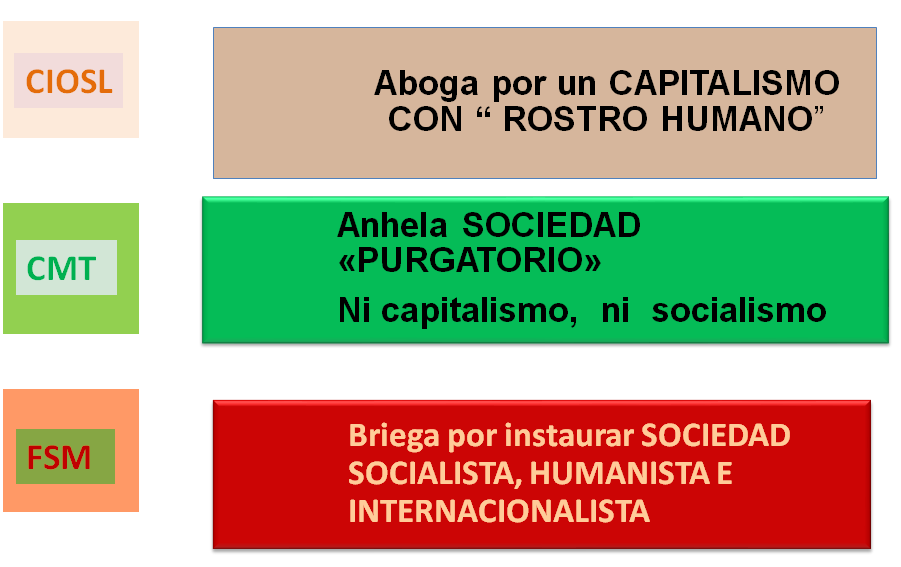 CIOSL
Aboga por un CAPITALISMO
CON “ ROSTRO HUMANO”
CMT
Anhela SOCIEDAD
«PURGATORIO»
Ni capitalismo, ni socialismo
FSM
Briega por instaurar SOCIEDAD
SOCIALISTA, HUMANISTA E
INTERNACIONALISTA